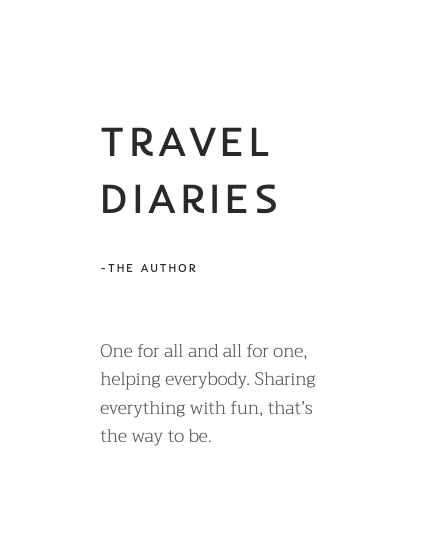 TRAVEL
DIARIES
-THE AUTHOR
One for all and all for one,
helping everybody. Sharing
everything with fun, that's
the way to be.